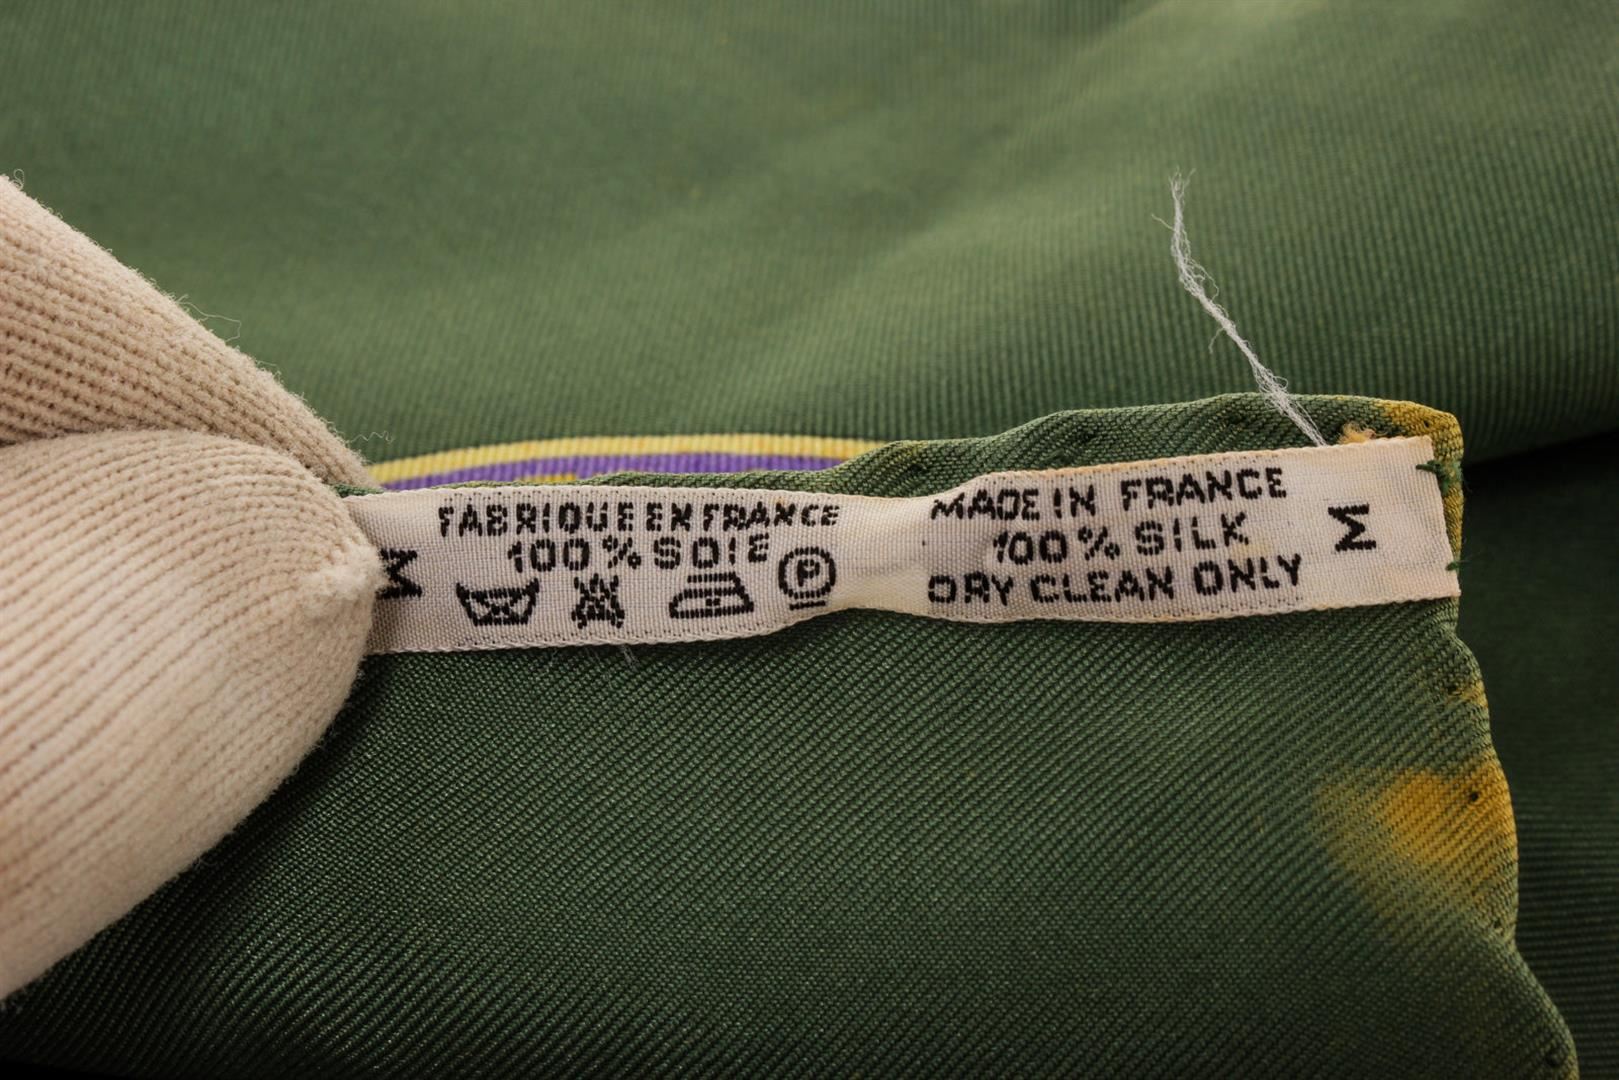 M
FABRIQUE EN FRANCE
100% SOIE
P
MADE IN FRANCE
100% SILK
DRY CLEAN ONLY
M